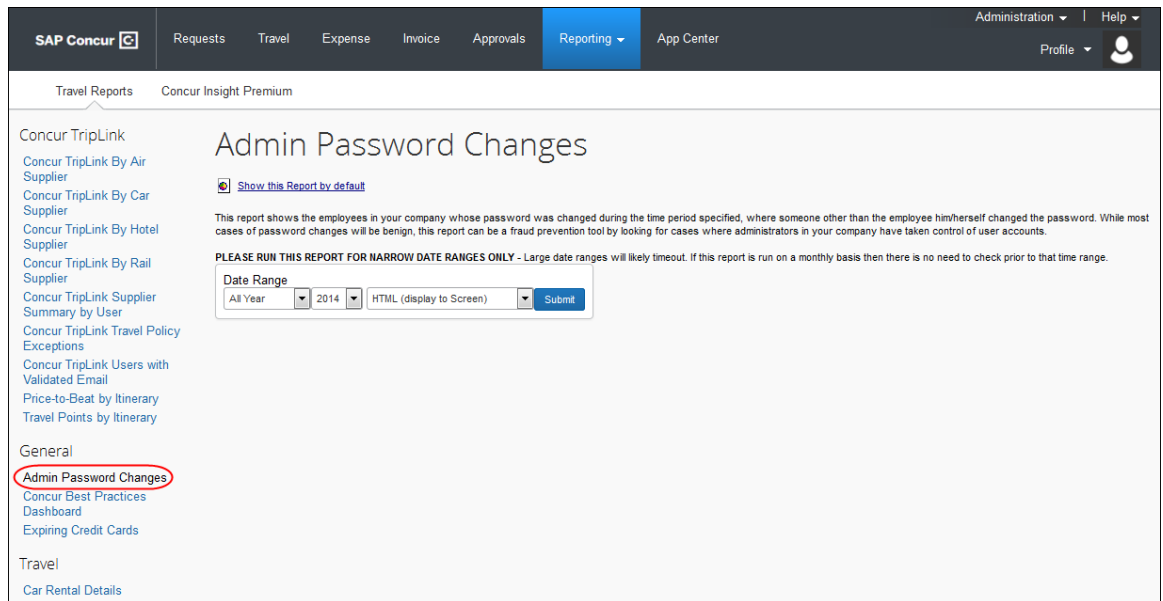 Administration | Help
SAP Concur C Requests Travel Expense Invoice Approvals Reporting App Center
Profile
Travel Reports Concur Insight Premium
Concur TripLink
Concur TripLink By Air
Supplier
Concur TripLink By Car
Supplier
Concur TripLink By Hotel
Supplier
Concur TripLink By Rail
Supplier
Concur TripLink Supplier
Summary by User
Concur TripLink Travel Policy
Exceptions
Concur TripLink Users with
Validated Email
Price-to-Beat by Itinerary
Travel Points by Itinerary
General
Admin Password Changes
Concur Best Practices
Dashboard
Expiring Credit Cards
Travel
Car Rental Details
Admin Password Changes
Show this Report by default
This report shows the employees in your company whose password was changed during the time period specified, where someone other than the employee him/herself changed the password. While most
cases of password changes will be benign, this report can be a fraud prevention tool by looking for cases where administrators in your company have taken control of user accounts.
PLEASE RUN THIS REPORT FOR NARROW DATE RANGES ONLY - Large date ranges will likely timeout. If this report is run on a monthly basis then there is no need to check prior to that time range.
Date Range
All Year 2014 HTML (display to Screen) Submit